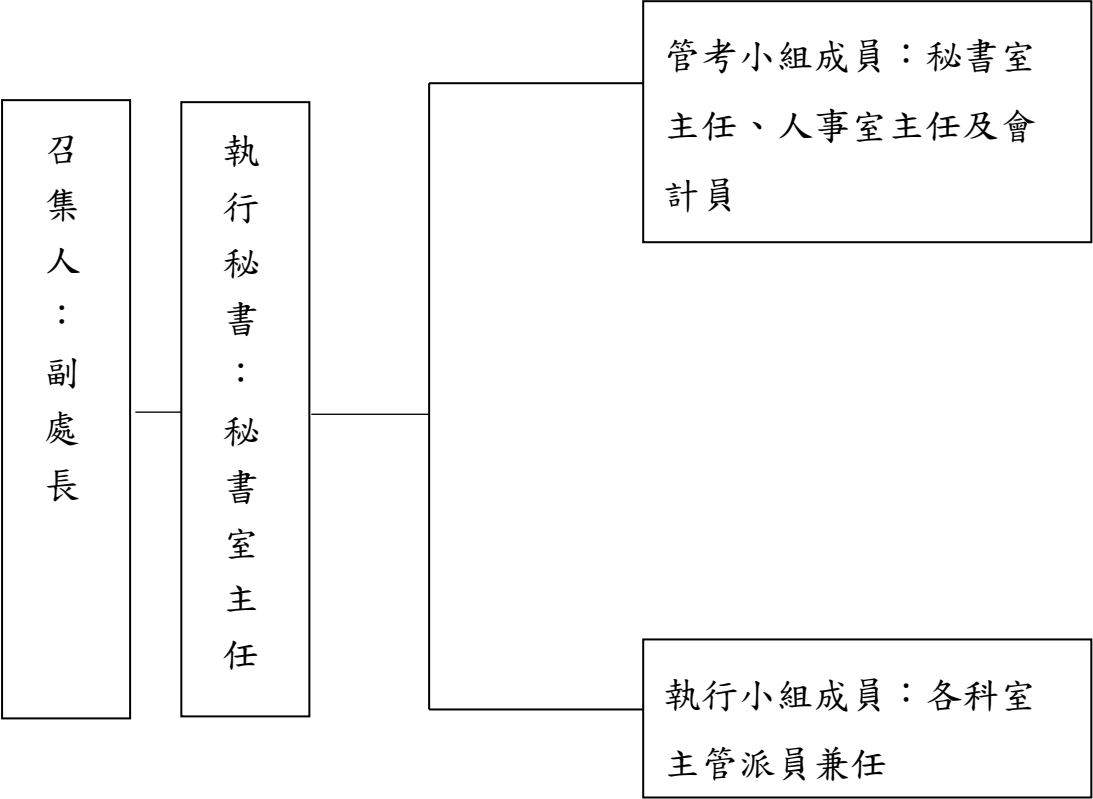 召集人：副處長
執行秘書：秘書室主任
管考小組成員：秘書室
主任、人事室主任及會
計員
執行小組成員：各科室
主管派員兼任